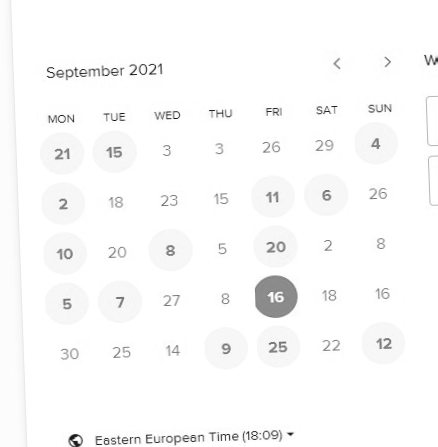 September 2021 < >
MON TUE WED THU FRI SAT SUN
21 15 3 3 26 29 4
2 18 23 15 11 6 26
10 20 8 5 20 2 8
5 7 27 8 16 18 16
30 25 14 9 25 22 12
Eastern European Time (18:09)